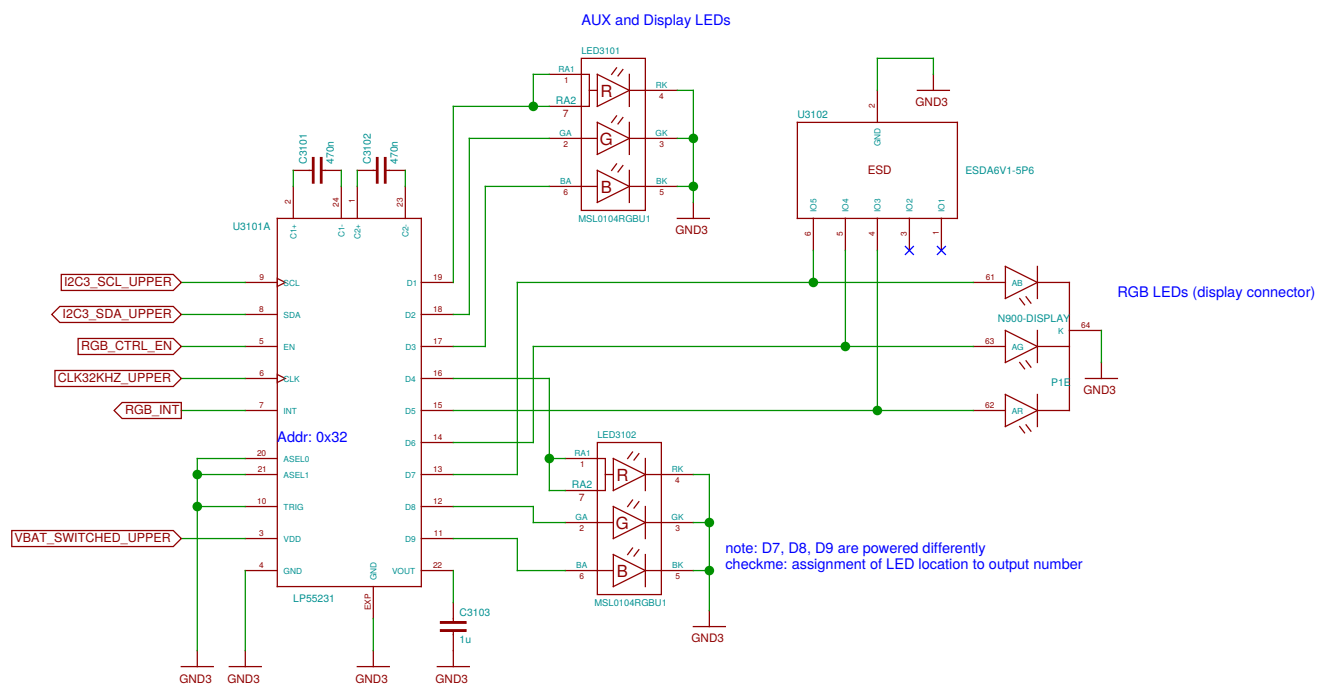 AUX and Display LEDs
LED3101
RA1
1
RA2
7
R
RK
4
GA
2
G
GK
3
BA
6
B
BK
5
MSL0104RGBU1
GND3
C3101
470n
C3102
470n
2
24
1
23
U3101A
C1+
C1-
C2+
C2-
I2C3_SCL_UPPER
9
SCL
I2C3_SDA_UPPER
8
SDA
RGB_CTRL_EN
5
EN
CLK32KHZ_UPPER
6
CLK
RGB_INT
7
INT
Addr: 0x32
20
ASEL0
21
ASEL1
10
TRIG
VBAT_SWITCHED_UPPER
3
VDD
4
GND
GND
EXP
LP55231
D1
19
D2
18
D3
17
D4
16
D5
15
D6
14
D7
13
D8
12
D9
11
VOUT
22
C3103
1u
GND3
GND3
GND3
GND3
U3102
2
GND
GND3
ESD
ESDA6V1-5P6
IO5
IO4
IO3
IO2
IO1
6
5
4
3
1
61
AB
N900-DISPLAY
63
AG
K
64
P1E
62
AR
GND3
RGB LEDs (display connector)
LED3102
RA1
1
RA2
7
R
RK
4
GA
2
G
GK
3
BA
6
B
BK
5
MSL0104RGBU1
GND3
note: D7, D8, D9 are powered differently
checkme: assignment of LED location to output number